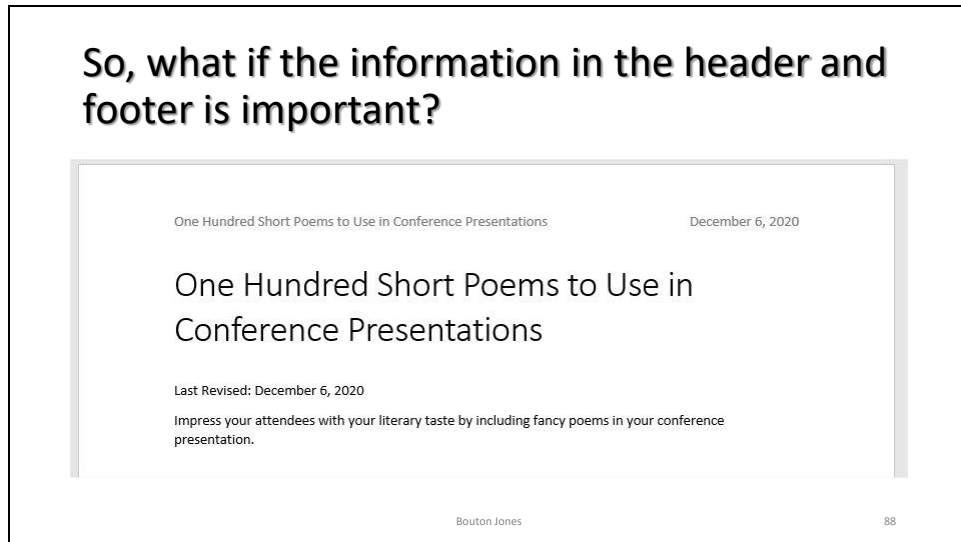 So, what if the information in the header and
footer is important?
One Hundred Short Poems to Use in Conference Presentations December 6, 2020
One Hundred Short Poems to Use in
Conference Presentations
Last Revised: December 6, 2020
Impress your attendees with your literary taste by including fancy poems in your conference
presentation.
Bouton Jones 88